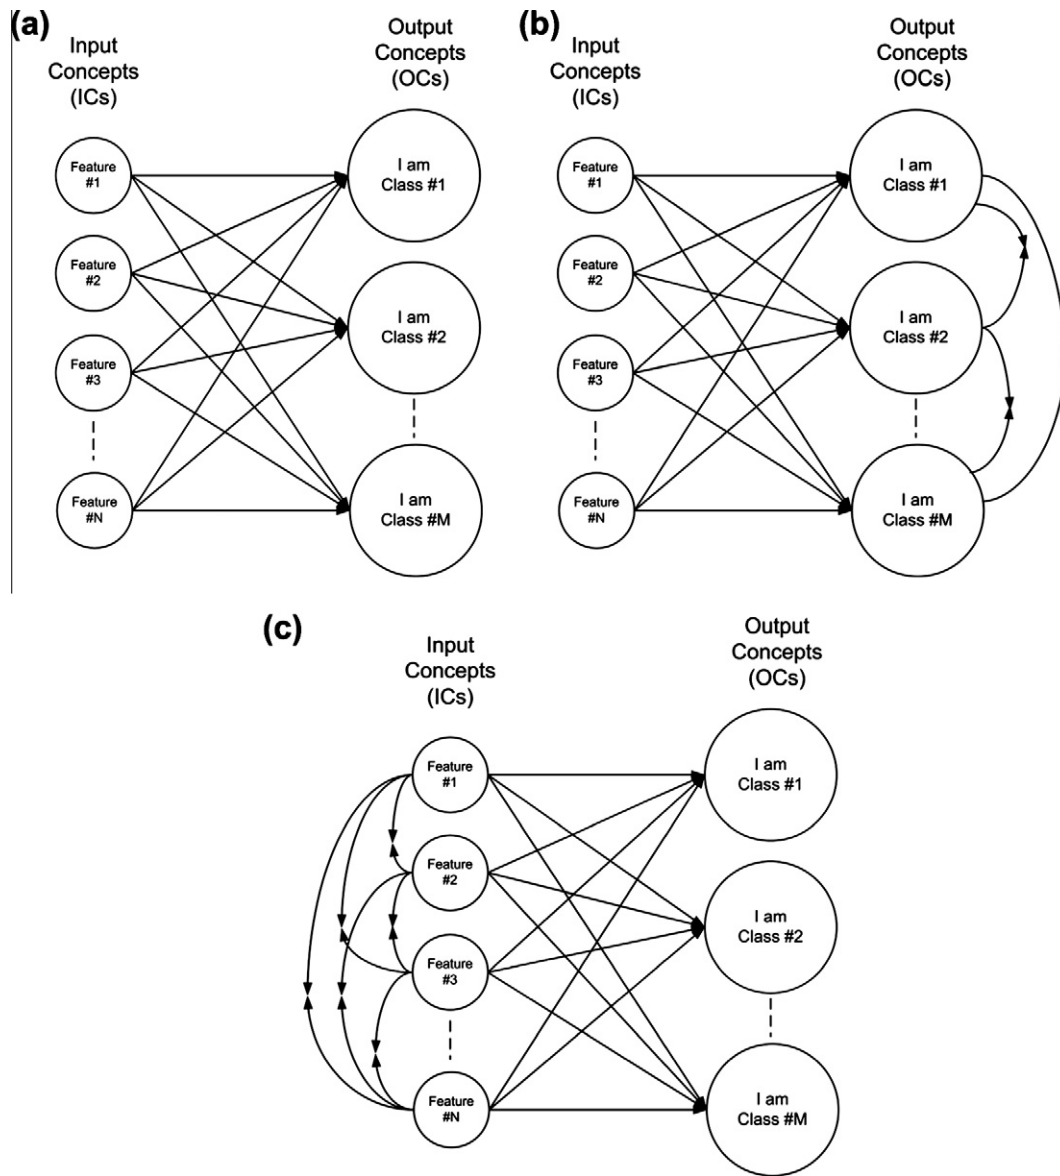 (a)
Input
Concepts
(ICs)
Output
Concepts
(OCs)
Feature
#1
Feature
#2
Feature
#3
Feature
#N
I am
Class #1
I am
Class #2
I am
Class #M
(b)
Input
Concepts
(ICs)
Output
Concepts
(OCs)
Feature
#1
Feature
#2
Feature
#3
Feature
#N
I am
Class #1
I am
Class #2
I am
Class #M
(c)
Input
Concepts
(ICs)
Output
Concepts
(OCs)
Feature
#1
Feature
#2
Feature
#3
Feature
#N
I am
Class #1
I am
Class #2
I am
Class #M